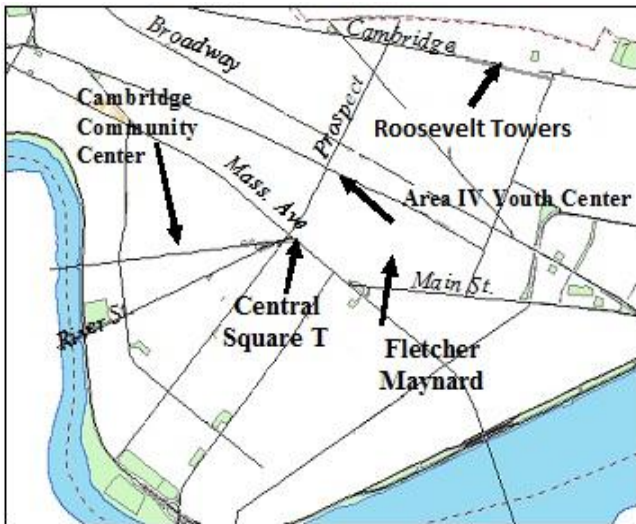 Broadway
Cambridge
Cambridge
Community
Center
Prospect
Roosevelt Towers
Mass. Ave
Area IV Youth Center
Main St.
River St
Central
Square T
Fletcher
Maynard